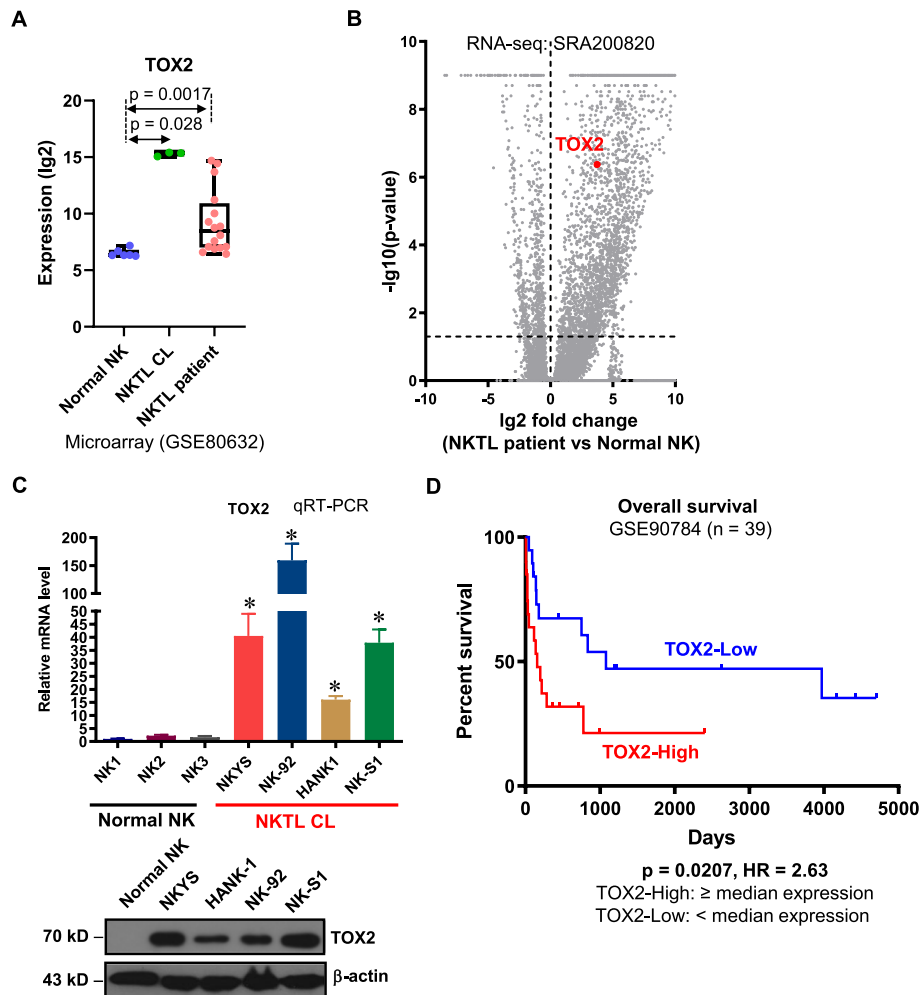 A
TOX2
p = 0.0017
p = 0.028
Expression (lg2)
20
15
10
5
0
Normal NK
NKTL CL
NKTL patient
Microarray (GSE80632)
B
RNA-seq: SRA200820
TOX2
-lg10(p-value)
10
8
6
4
2
0
-10
-5
0
5
10
lg2 fold change
(NKTL patient vs Normal NK)
C
TOX2 qRT-PCR
Relative mRNA level
200
150
100
50
45
40
35
30
25
20
15
10
5
0
*
*
*
*
NK1
NK2
NK3
NKYS
NK-92
HANK1
NK-S1
Normal NK
NKTL CL
Normal NK
NKYS
HANK-1
NK-92
NK-S1
70 kD
TOX2
43 kD
β-actin
D
Overall survival
GSE90784 (n = 39)
Percent survival
100
50
0
TOX2-Low
TOX2-High
0
1000
2000
3000
4000
5000
Days
p = 0.0207, HR = 2.63
TOX2-High: ≥ median expression
TOX2-Low: < median expression